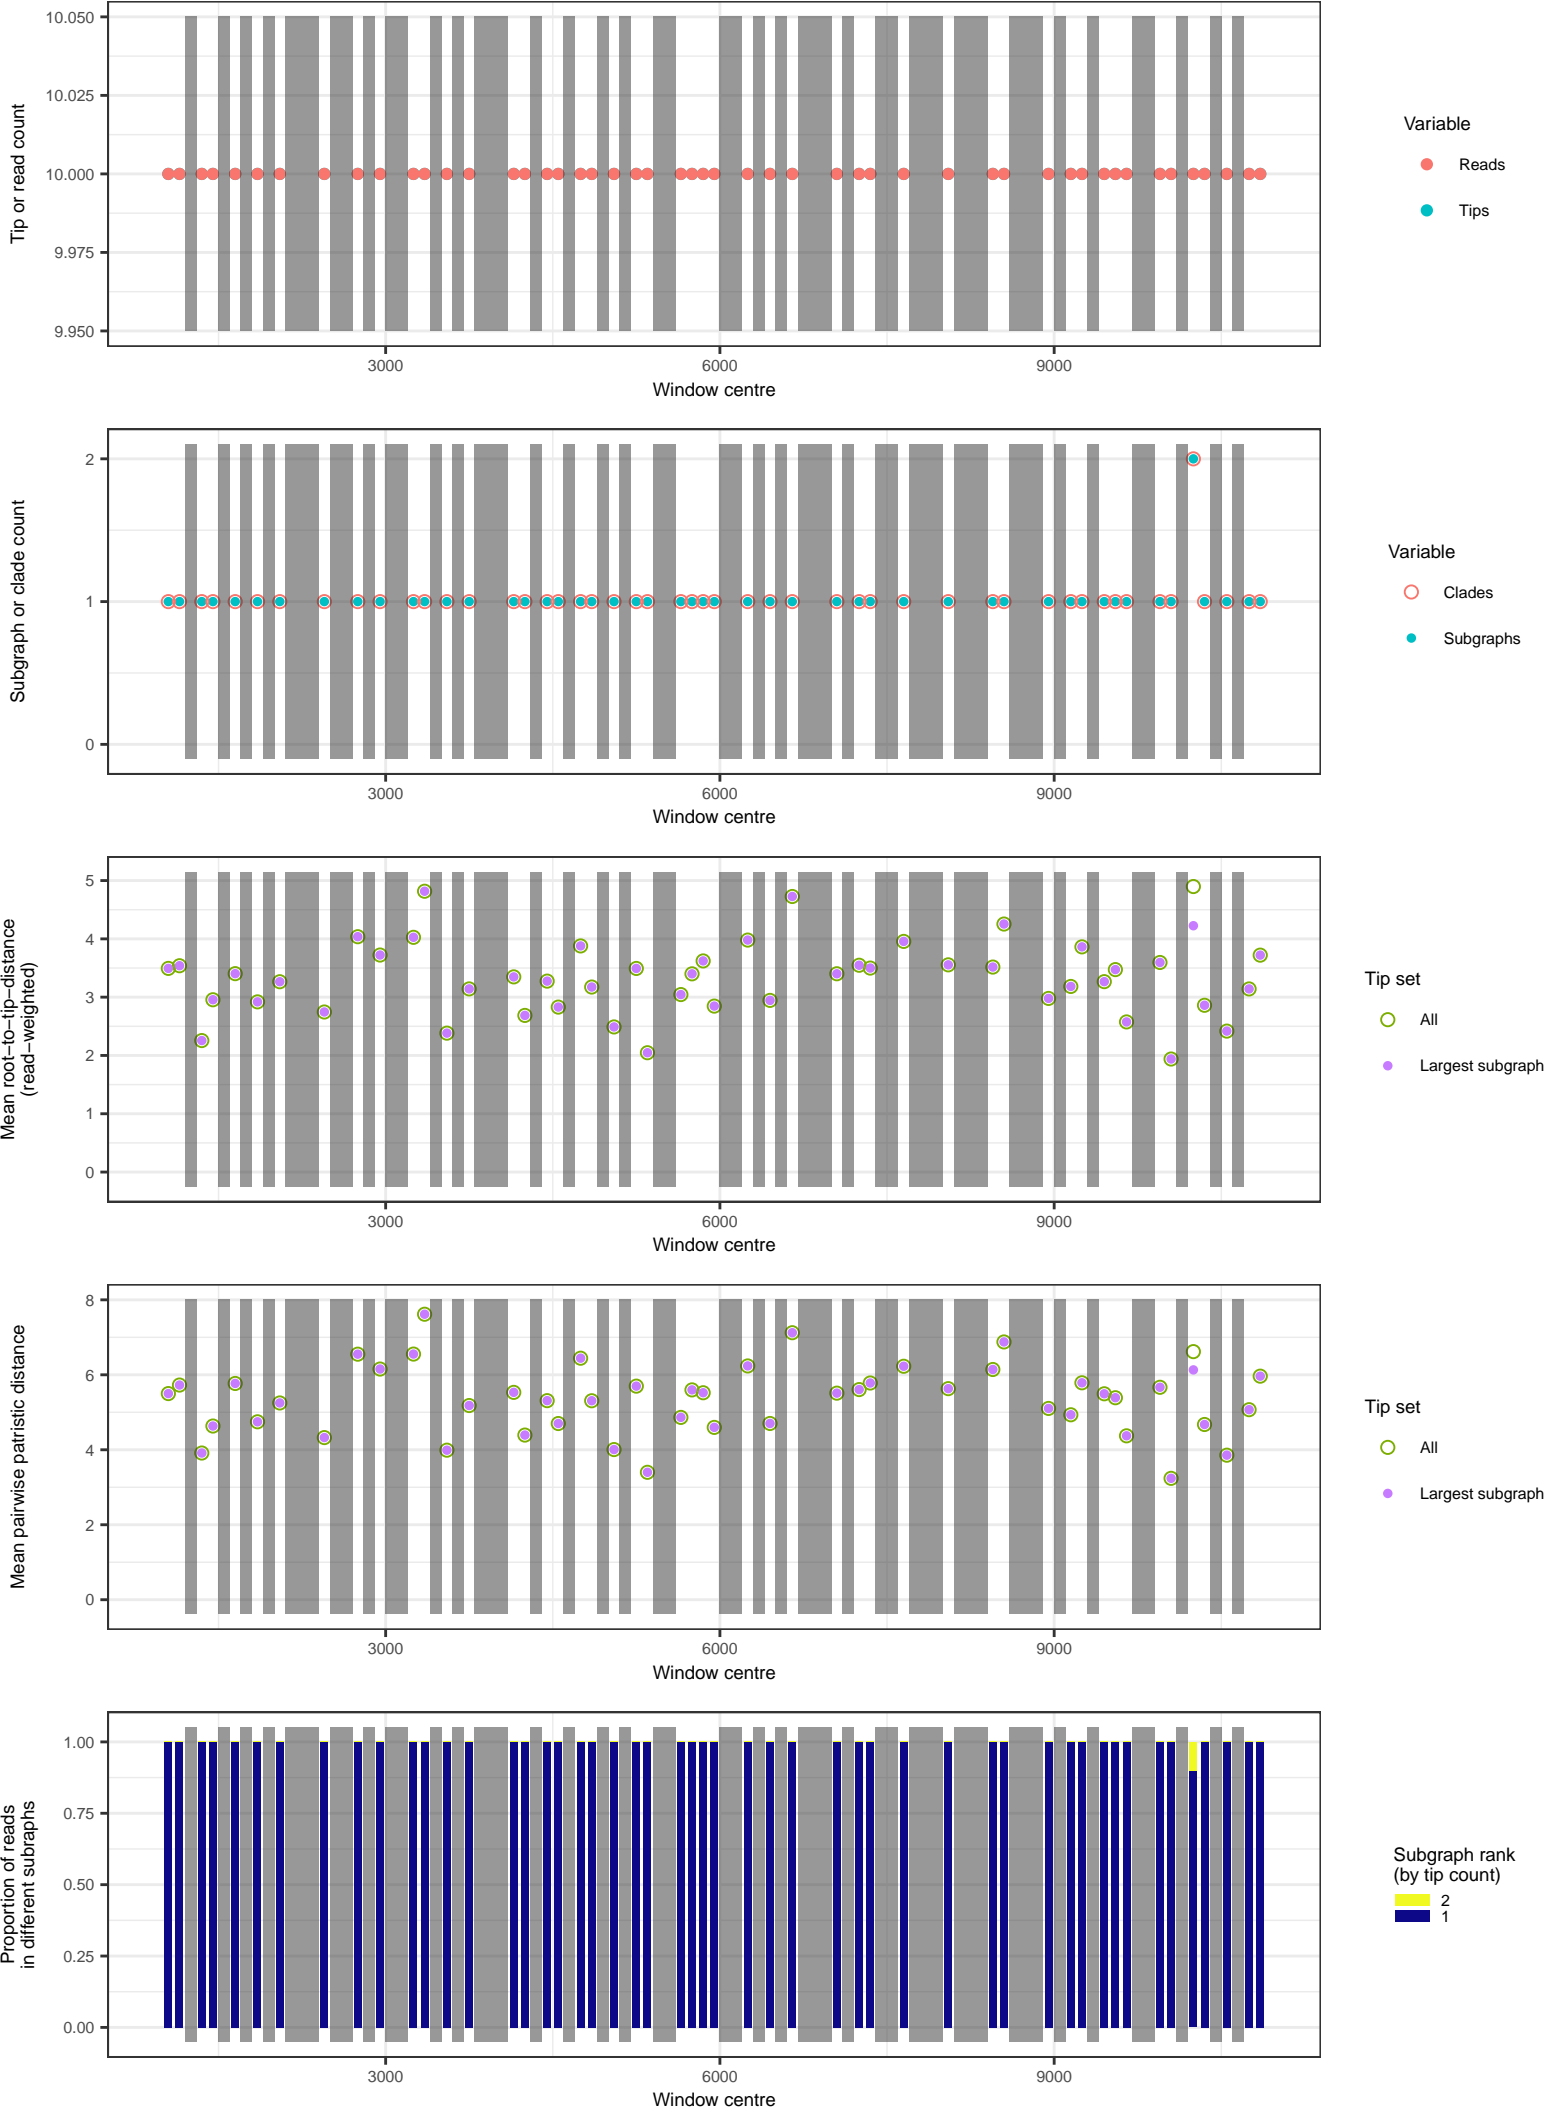 10.050
10.025
10.000
9.975
9.950
Tip or read count
3000
6000
9000
Window centre
Variable
Reads
Tips
2
1
0
Subgraph or clade count
3000
6000
9000
Window centre
Variable
Clades
Subgraphs
5
4
3
2
1
0
Mean root−to−tip−distance
(read−weighted)
3000
6000
9000
Window centre
Tip set
All
Largest subgraph
8
6
4
2
0
Mean pairwise patristic distance
3000
6000
9000
Window centre
Tip set
All
Largest subgraph
1.00
0.75
0.50
0.25
0.00
Proportion of reads
in different subraphs
3000
6000
9000
Window centre
Subgraph rank
(by tip count)
2
1